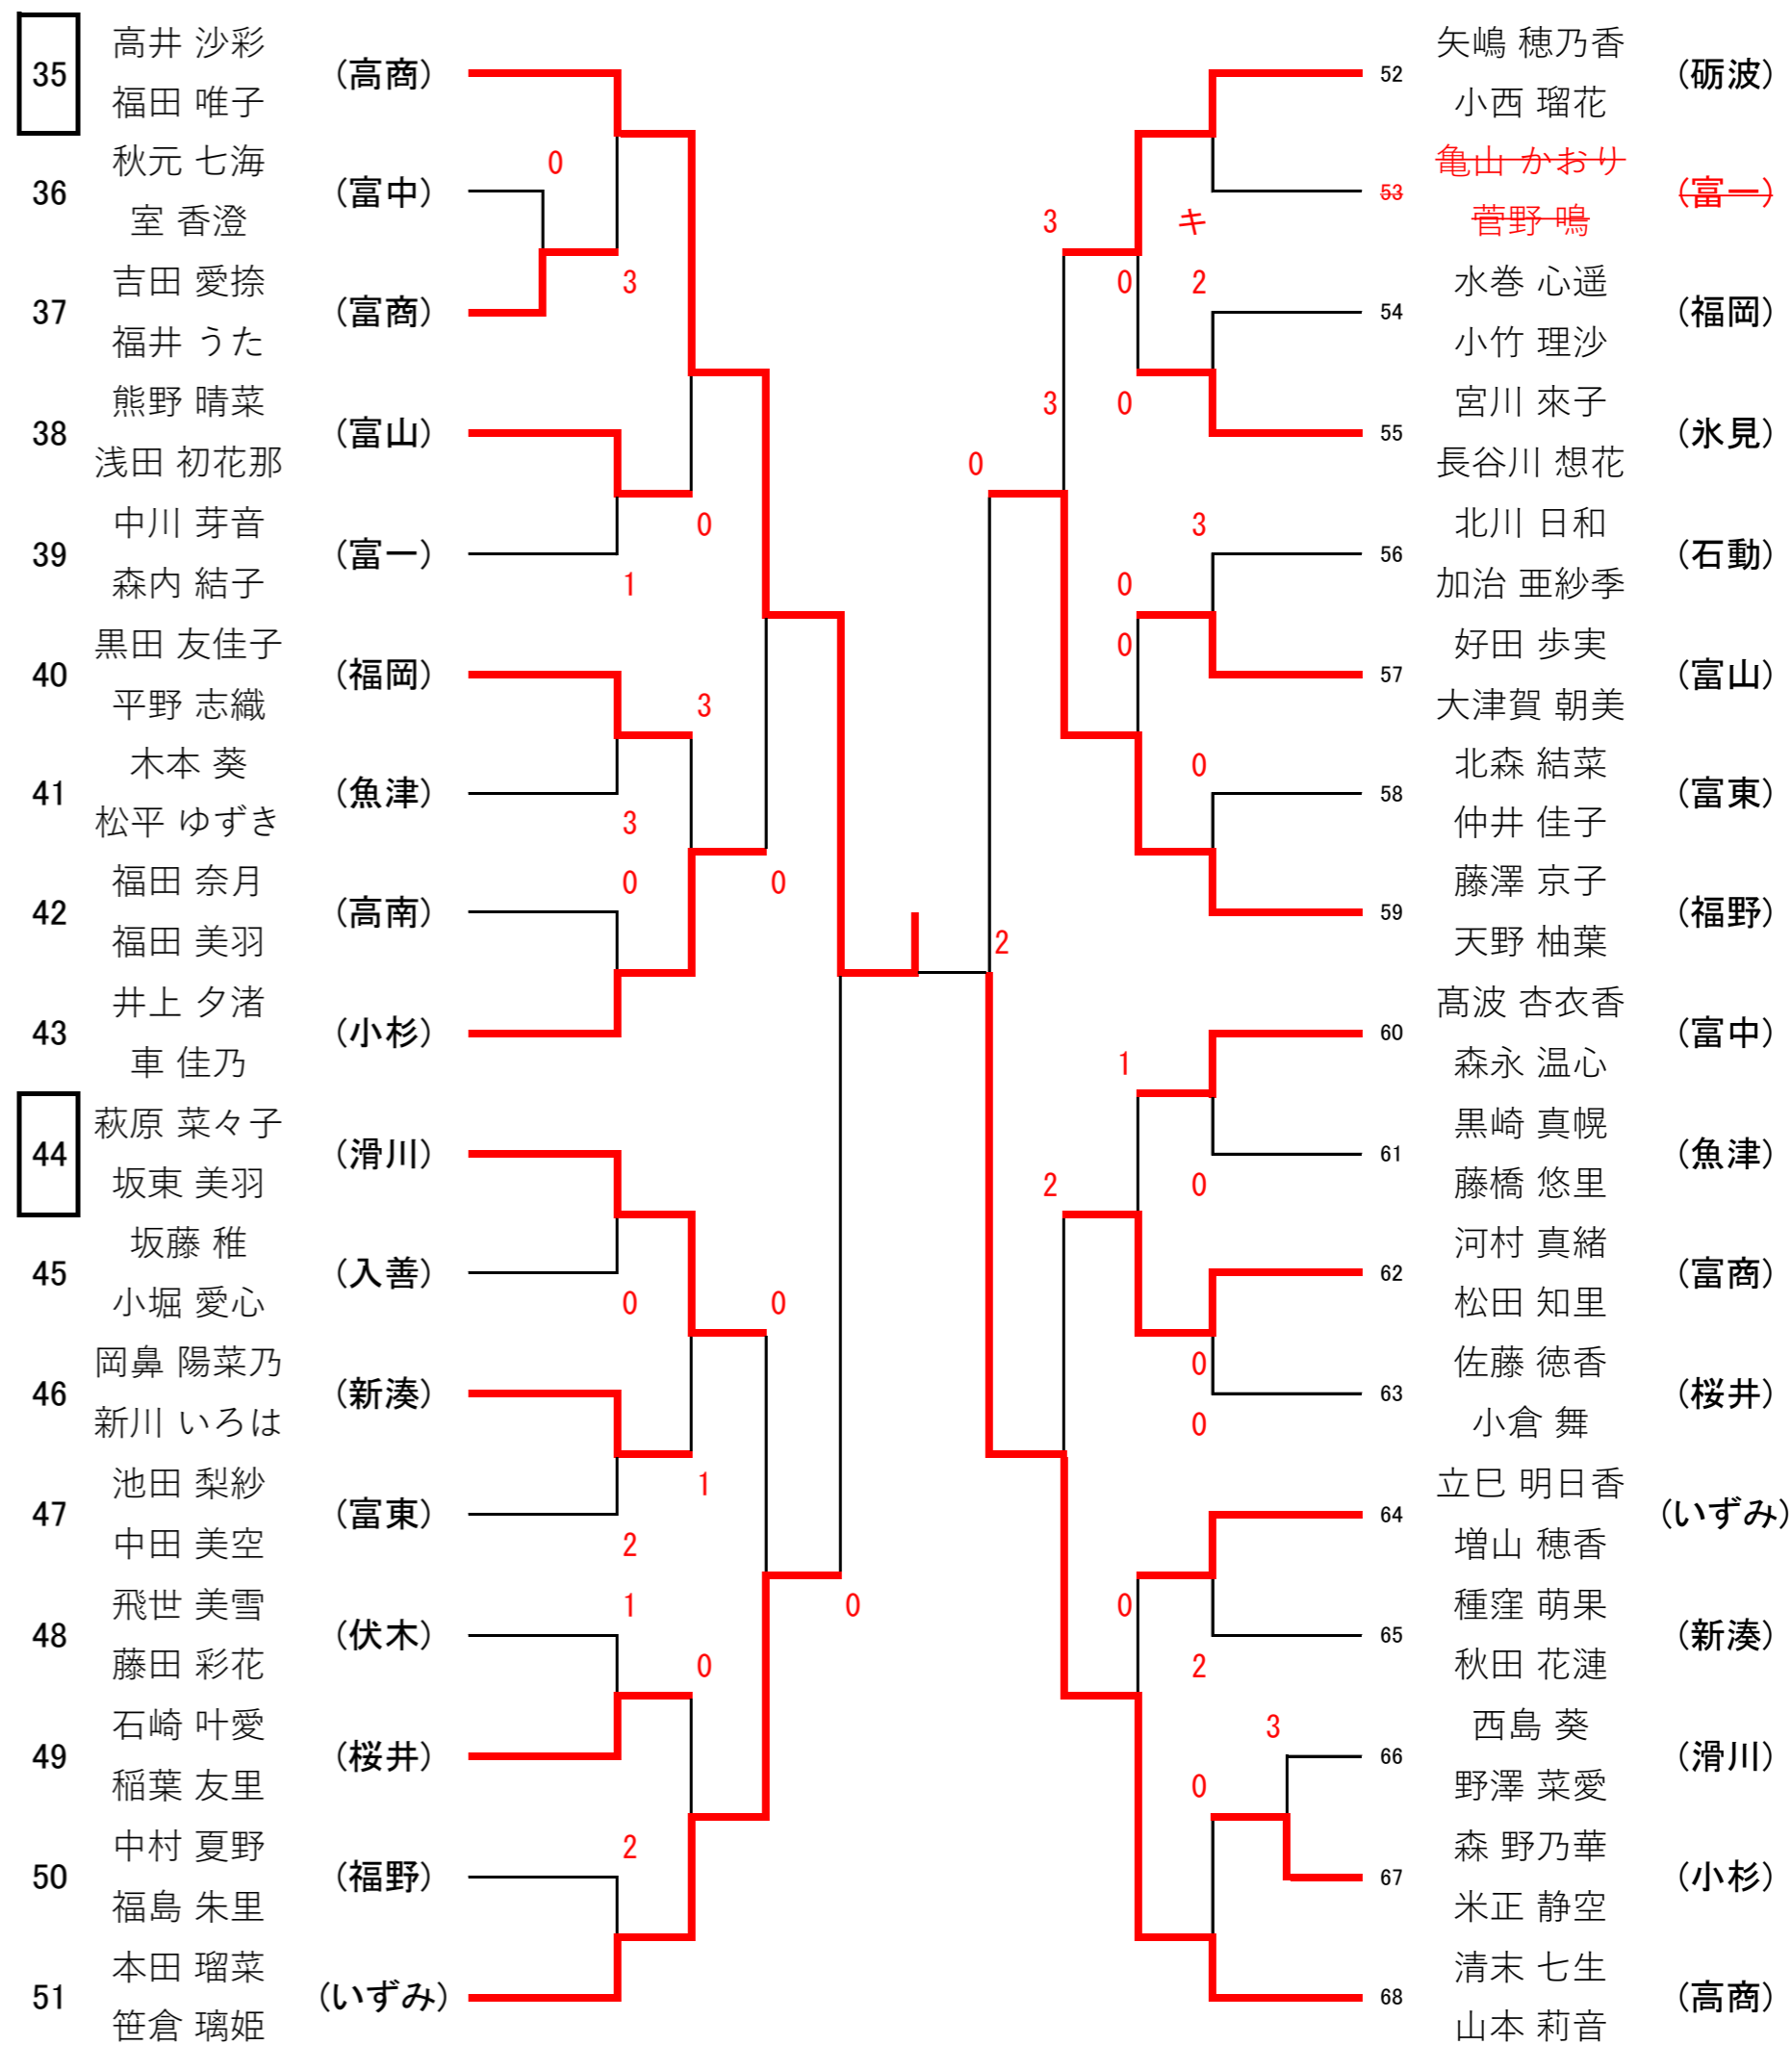 35 高井 沙彩 (高商)
福田 唯子
36 秋元 七海 (富中)
室 香澄
37 吉田 愛捺 (富商)
福井 うた
38 熊野 晴菜 (富山)
浅田 初花那
39 中川 芽音 (富一)
森内 結子
40 黒田 友佳子 (福岡)
平野 志織
41 木本 葵 (魚津)
松平 ゆずき
42 福田 奈月 (高南)
福田 美羽
43 井上 夕渚 (小杉)
車 佳乃
44 萩原 菜々子 (滑川)
坂東 美羽
45 坂藤 稚 (入善)
小堀 愛心
46 岡鼻 陽菜乃 (新湊)
新川 いろは
47 池田 梨紗 (富東)
中田 美空
48 飛世 美雪 (伏木)
藤田 彩花
49 石崎 叶愛 (桜井)
稲葉 友里
50 中村 夏野 (福野)
福島 朱里
51 本田 瑠菜 (いずみ)
笹倉 璃姫
0
3
0
1
3
3
0
0
0
0
1
2
1
0
0
2
52 矢嶋 穂乃香 (砺波)
小西 瑠花
53 亀山 かおり (富一)
菅野 鳴
54 水巻 心遥 (福岡)
小竹 理沙
55 宮川 來子 (氷見)
長谷川 想花
56 北川 日和 (石動)
加治 亜紗季
57 好田 歩実 (富山)
大津賀 朝美
58 北森 結菜 (富東)
仲井 佳子
59 藤澤 京子 (福野)
天野 柚葉
60 髙波 杏衣香 (富中)
森永 温心
61 黒崎 真幌 (魚津)
藤橋 悠里
62 河村 真緒 (富商)
松田 知里
63 佐藤 徳香 (桜井)
小倉 舞
64 立巳 明日香 (いずみ)
増山 穂香
65 種窪 萌果 (新湊)
秋田 花漣
66 西島 葵 (滑川)
野澤 菜愛
67 森 野乃華 (小杉)
米正 静空
68 清末 七生 (高商)
山本 莉音
3 キ
0 2
3 0
0
3
0
0
0
2
1
2 0
0
0
0
2
3
0